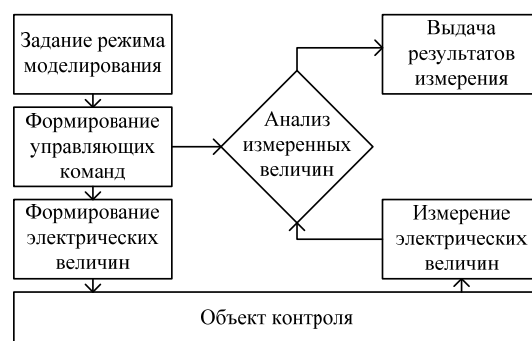 Задание режима
моделирования
Формирование
управляющих
команд
Формирование
электрических
величин
Анализ
измеренных
величин
Выдача
результатов
измерения
Измерение
электрических
величин
Объект контроля